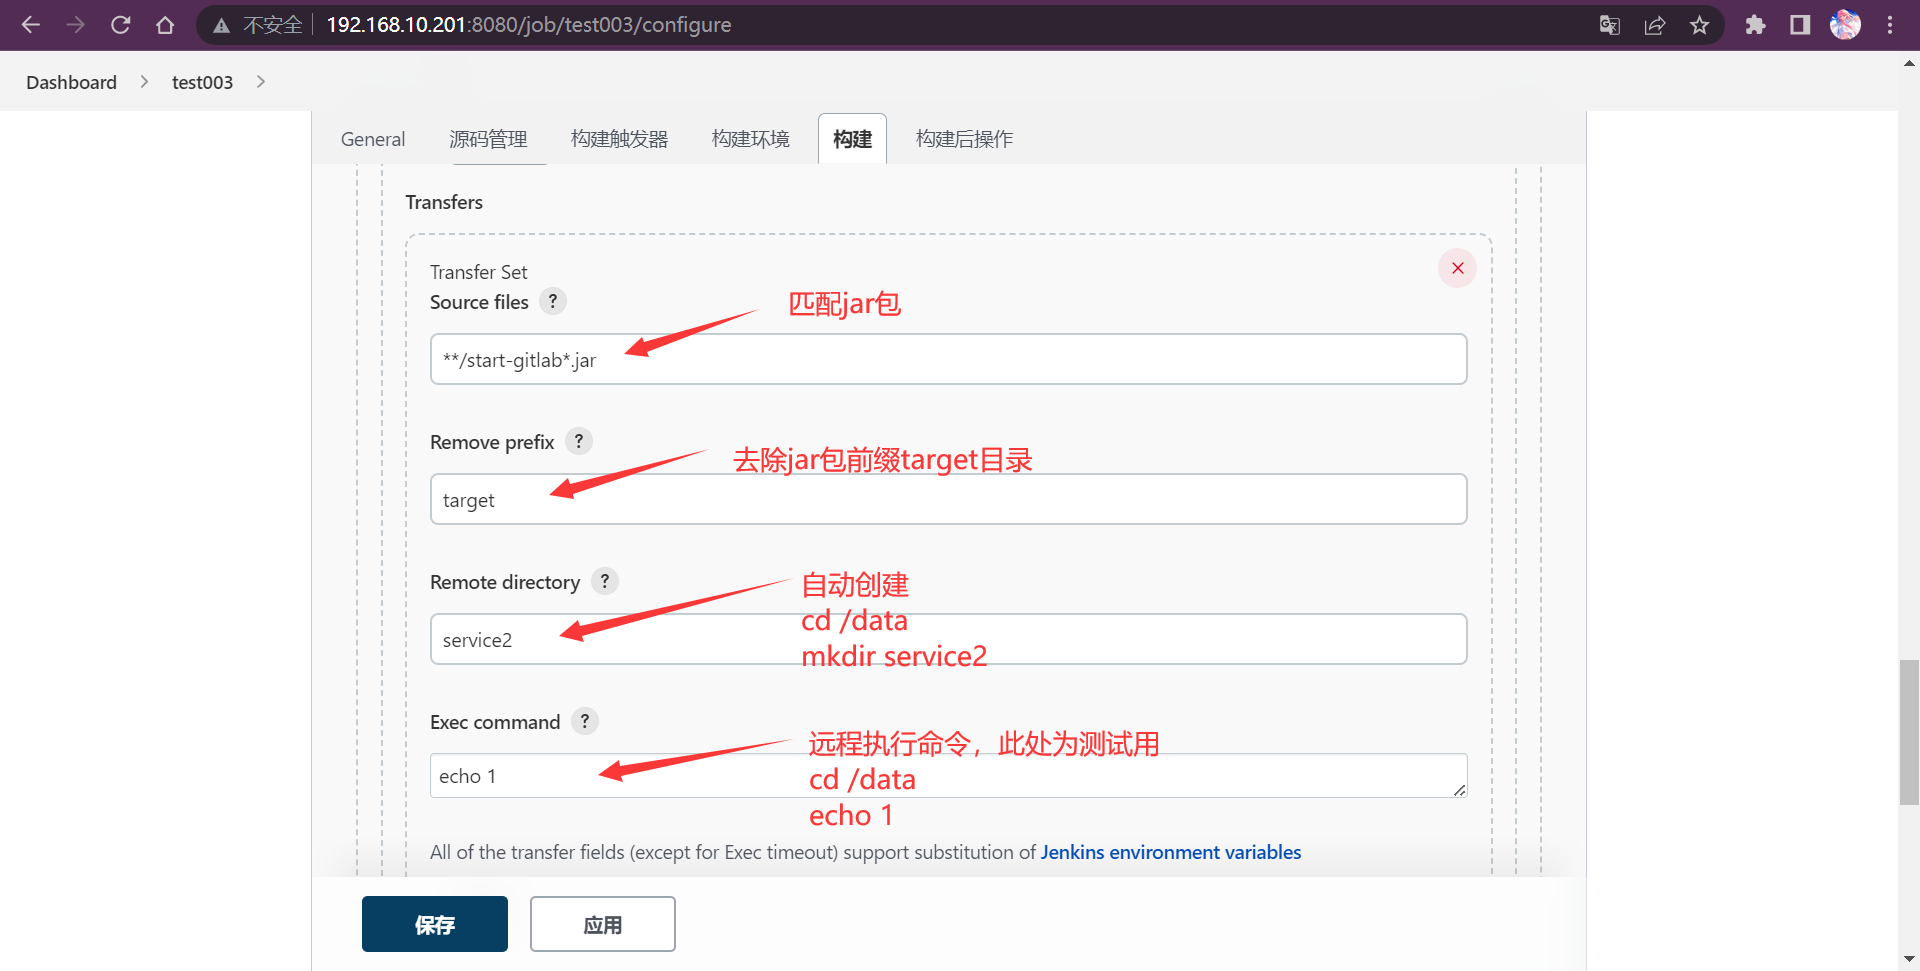 不安全 192.168.10.201:8080/job/test003/configure
Dashboard test003
General 源码管理 构建触发器 构建环境 构建 构建后操作
Transfers
Transfer Set
Source files ?
匹配jar包
**/start-gitlab*.jar
Remove prefix ?
去除jar包前缀target目录
target
Remote directory ?
自动创建
cd /data
mkdir service2
service2
Exec command ?
远程执行命令，此处为测试用
cd /data
echo 1
echo 1
All of the transfer fields (except for Exec timeout) support substitution of Jenkins environment variables
保存 应用